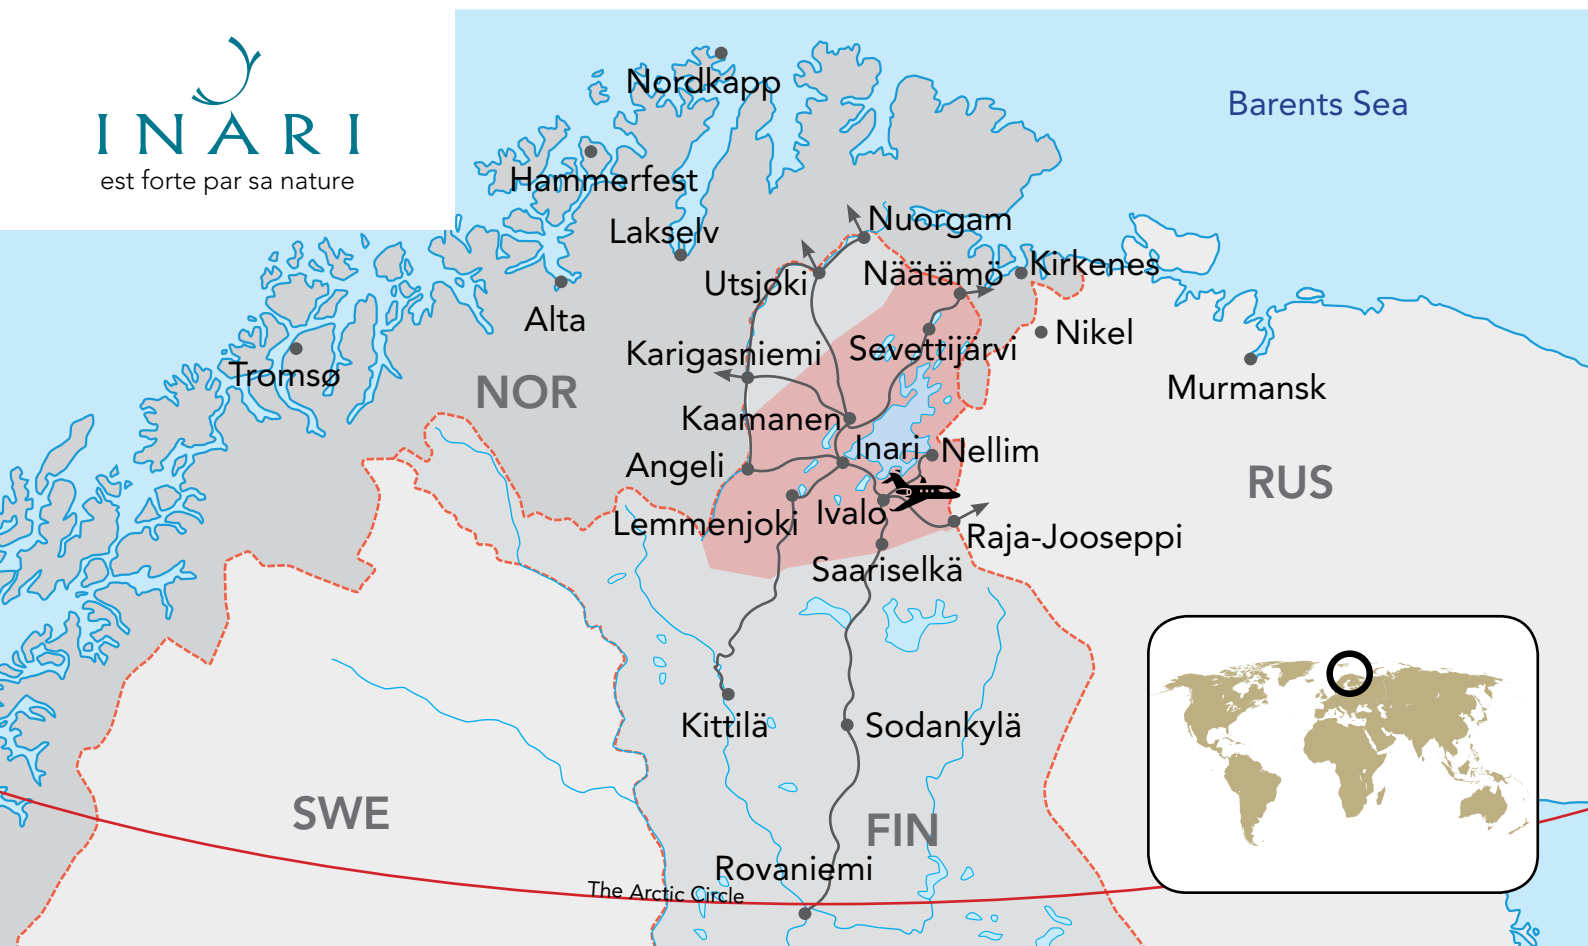 INARI
est forte par sa nature
Nordkapp
Barents Sea
Hammerfest
Lakselv
Nuorgam
Utsjoki
Näätämö
Kirkenes
Alta
Nikel
Karigasniemi
Sevettijärvi
Tromsø
NOR
Murmansk
Kaamanen
Inari
Nellim
Angeli
RUS
Lemmenjoki
Ivalo
Raja-Jooseppi
Saariselkä
Kittilä
Sodankylä
SWE
FIN
Rovaniemi
The Arctic Circle